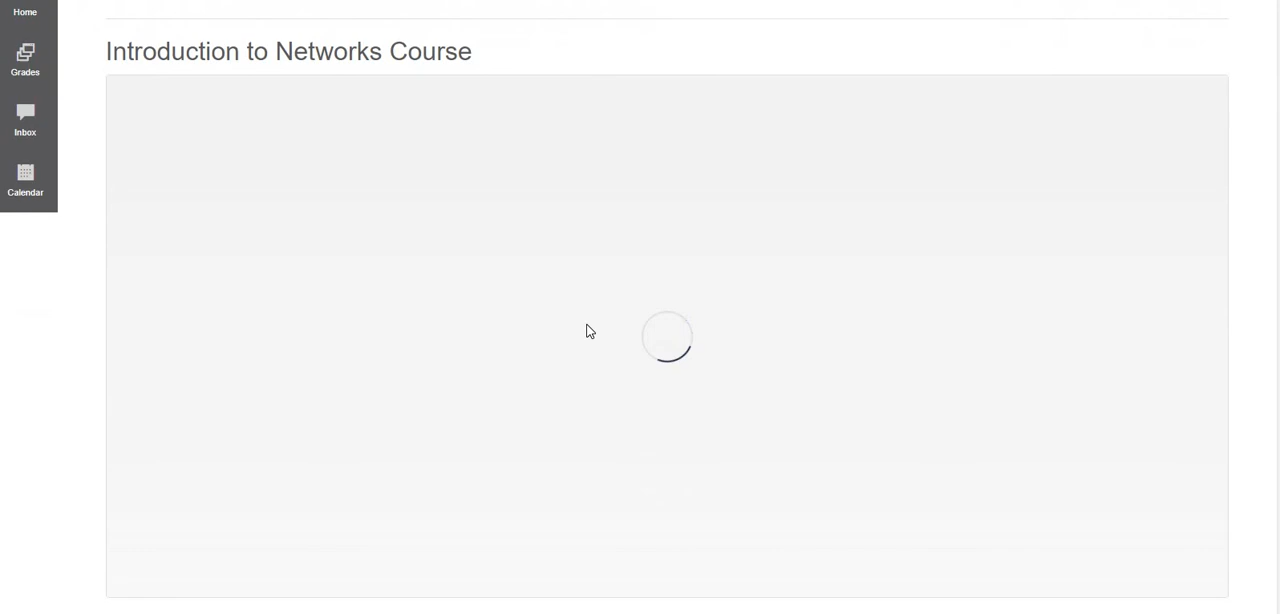 Home
Grades
Inbox
Calendar
Introduction to Networks Course